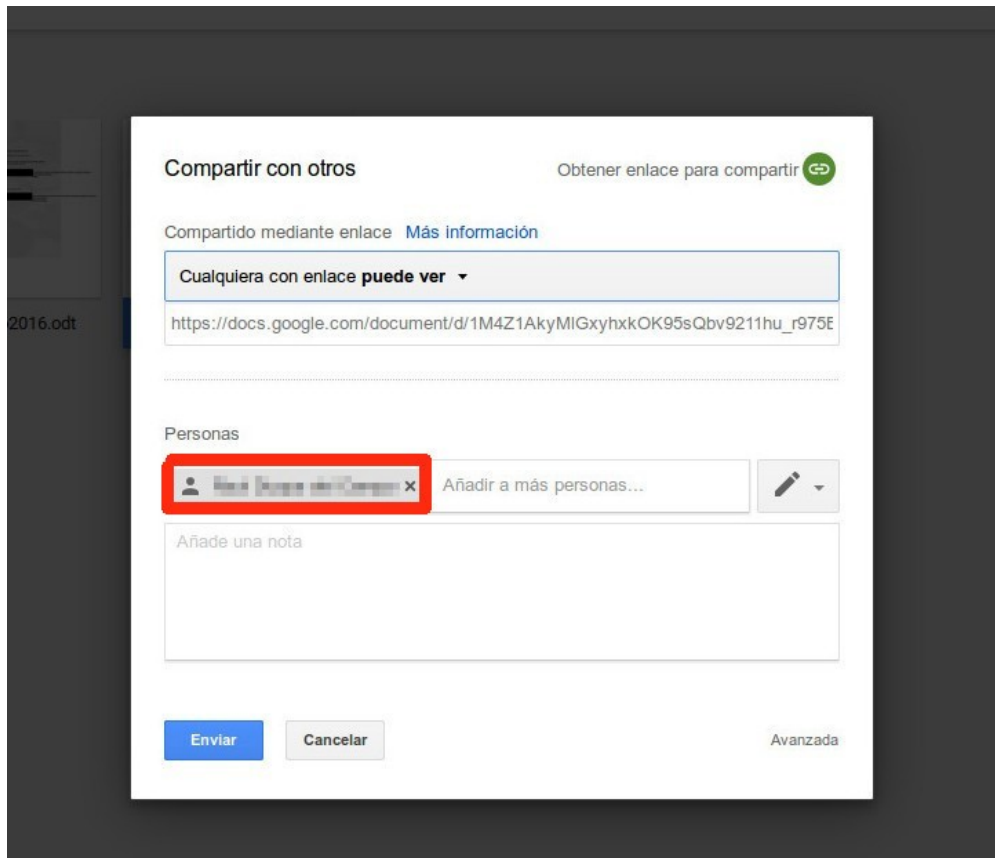 Compartir con otros
Obtener enlace para compartir
Compartido mediante enlace Más información
Cualquiera con enlace puede ver
https://docs.google.com/document/d/1M4Z1AkyMIGxyhxkOK95sQbv9211hu_r975E
2016.odt
Personas
Añadir a más personas...
Añade una nota
Enviar
Cancelar
Avanzada